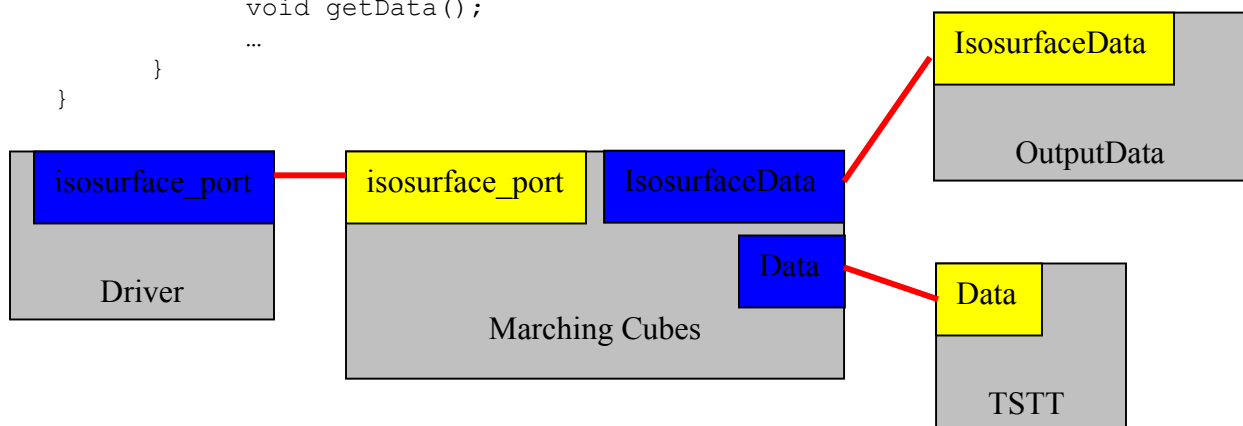 void getData();
…
}
}
IsosurfaceData
OutputData
isosurface_port
isosurface_port
IsosurfaceData
Data
Driver
Marching Cubes
Data
TSTT